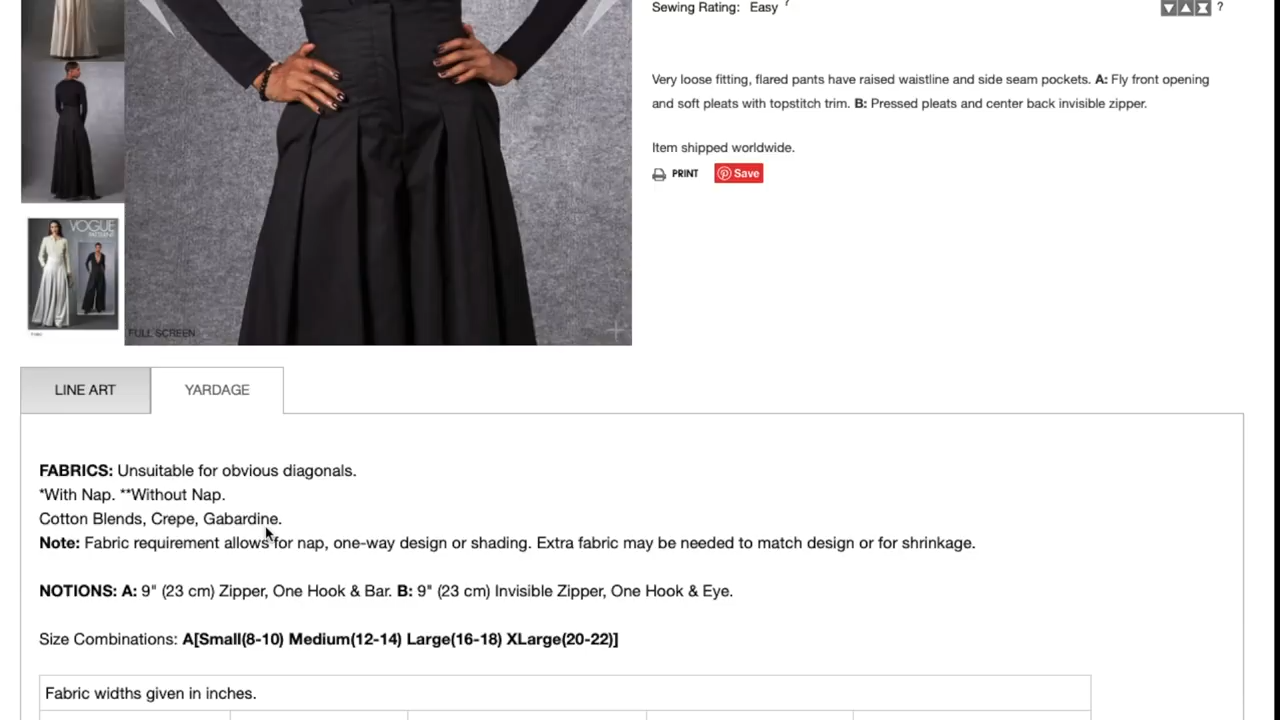 Sewing Rating: Easy ?
?
Very loose fitting, flared pants have raised waistline and side seam pockets. A: Fly front opening
and soft pleats with topstitch trim. B: Pressed pleats and center back invisible zipper.
Item shipped worldwide.
PRINT
Save
VOGUE
PATTERNS
FULL SCREEN
LINE ART
YARDAGE
FABRICS: Unsuitable for obvious diagonals.
*With Nap. **Without Nap.
Cotton Blends, Crepe, Gabardine.
Note: Fabric requirement allows for nap, one-way design or shading. Extra fabric may be needed to match design or for shrinkage.
NOTIONS: A: 9" (23 cm) Zipper, One Hook & Bar. B: 9" (23 cm) Invisible Zipper, One Hook & Eye.
Size Combinations: A[Small(8-10) Medium(12-14) Large(16-18) XLarge(20-22)]
Fabric widths given in inches.